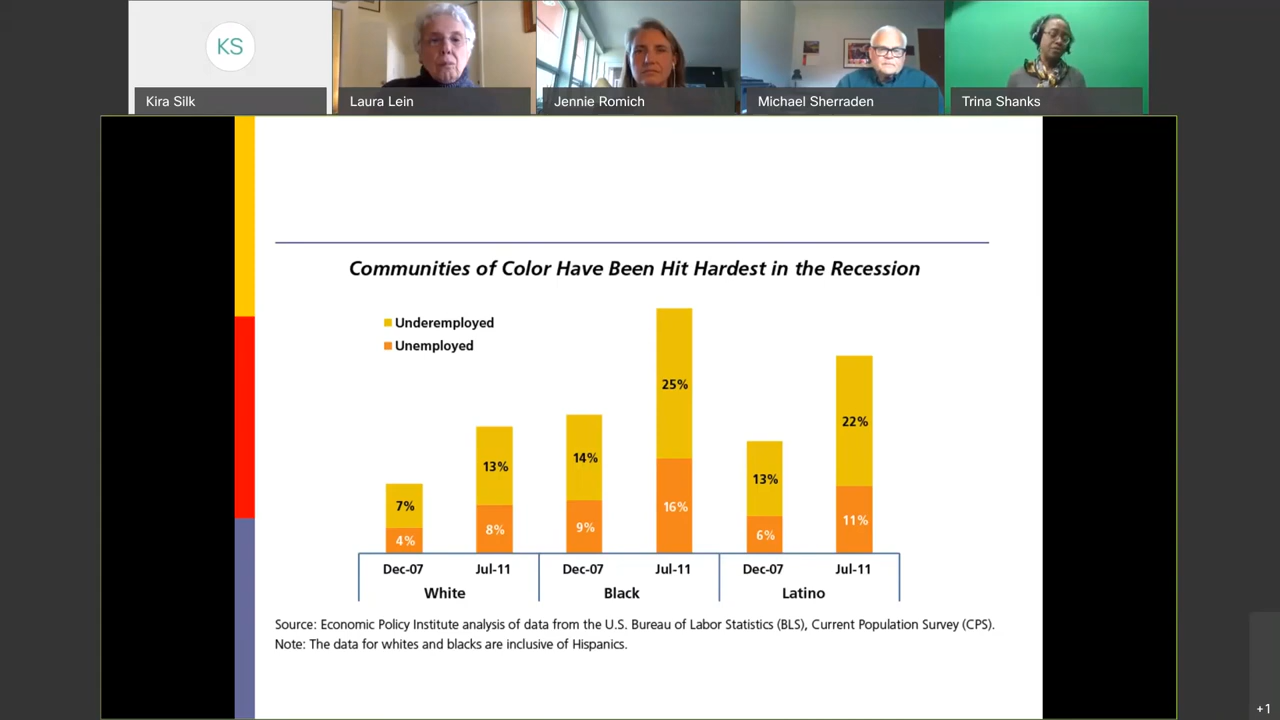 KS
Kira Silk
Laura Lein
Jennie Romich
Michael Sherraden
Trina Shanks
Communities of Color Have Been Hit Hardest in the Recession
Underemployed
Unemployed
7%
4%
13%
8%
14%
9%
25%
16%
13%
6%
22%
11%
Dec-07 Jul-11 Dec-07 Jul-11 Dec-07 Jul-11
White Black Latino
Source: Economic Policy Institute analysis of data from the U.S. Bureau of Labor Statistics (BLS), Current Population Survey (CPS).
Note: The data for whites and blacks are inclusive of Hispanics.
+1